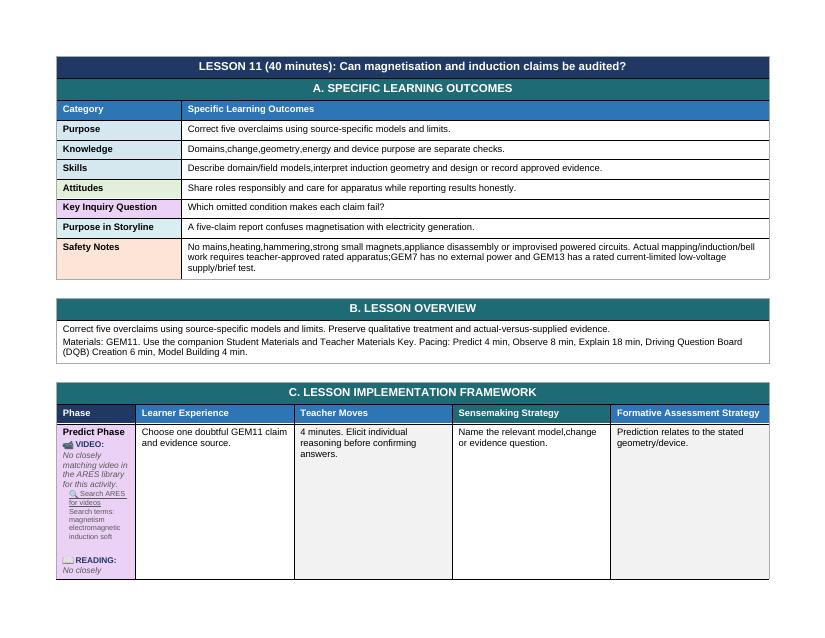 LESSON 11 (40 minutes): Can magnetisation and induction claims be audited?
A. SPECIFIC LEARNING OUTCOMES
Category
Specific Learning Outcomes
Purpose
Correct five overclaims using source-specific models and limits.
Knowledge
Domains,change,geometry,energy and device purpose are separate checks.
Skills
Describe domain/field models,interpret induction geometry and design or record approved evidence.
Attitudes
Share roles responsibly and care for apparatus while reporting results honestly.
Key Inquiry Question
Which omitted condition makes each claim fail?
Purpose in Storyline
A five-claim report confuses magnetisation with electricity generation.
Safety Notes
No mains,heating,hammering,strong small magnets,appliance disassembly or improvised powered circuits. Actual mapping/induction/bell
work requires teacher-approved rated apparatus;GEM7 has no external power and GEM13 has a rated current-limited low-voltage
supply/brief test.
B. LESSON OVERVIEW
Correct five overclaims using source-specific models and limits. Preserve qualitative treatment and actual-versus-supplied evidence.
Materials: GEM11. Use the companion Student Materials and Teacher Materials Key. Pacing: Predict 4 min, Observe 8 min, Explain 18 min, Driving Question Board
(DQB) Creation 6 min, Model Building 4 min.
C. LESSON IMPLEMENTATION FRAMEWORK
Phase
Learner Experience
Teacher Moves
Sensemaking Strategy
Formative Assessment Strategy
Predict Phase
VIDEO:
No closely
matching video in
the ARES library
for this activity.
Search ARES
for videos
Search terms:
magnetism
electromagnetic
induction soft
READING:
No closely
Choose one doubtful GEM11 claim
and evidence source.
4 minutes. Elicit individual
reasoning before confirming
answers.
Name the relevant model,change
or evidence question.
Prediction relates to the stated
geometry/device.